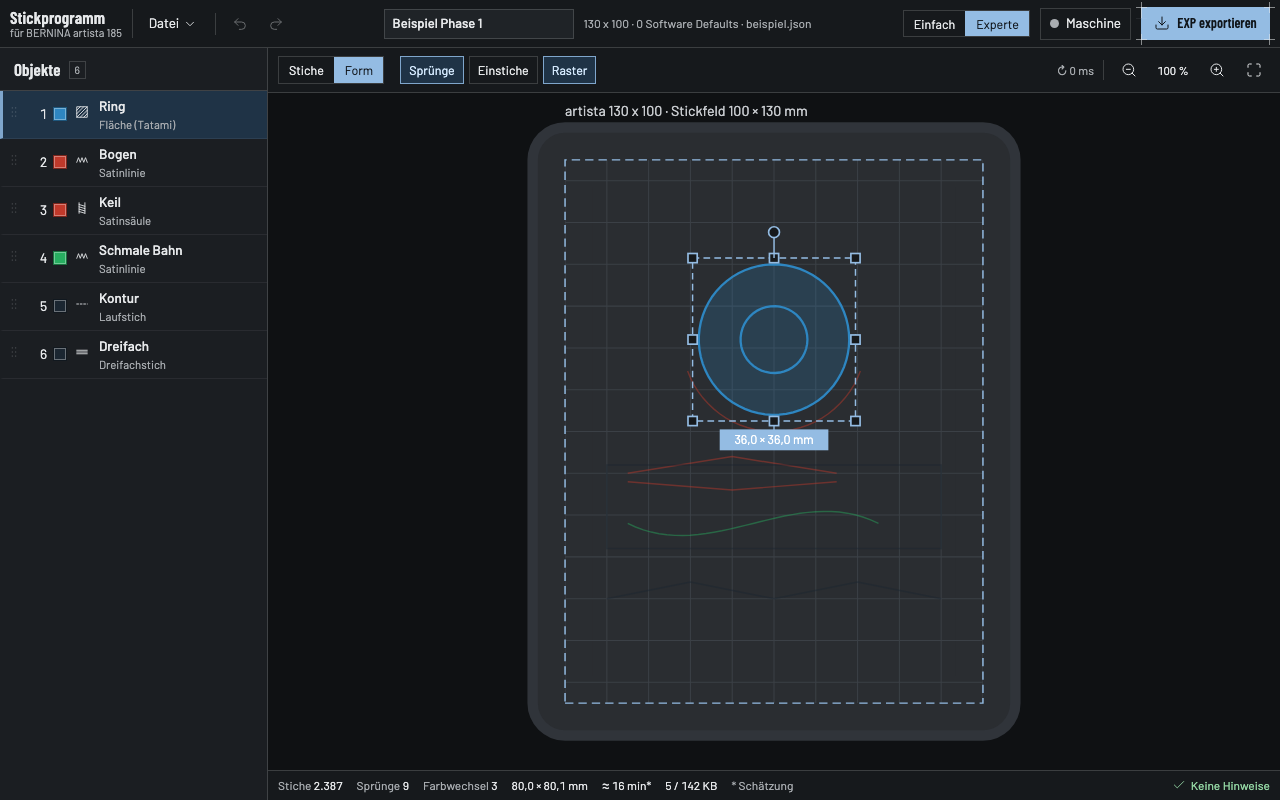 Stickprogramm
für BERNINA artista 185
Datei
Beispiel Phase 1
130 x 100 · 0 Software Defaults · beispiel.json
Einfach
Experte
Maschine
EXP exportieren
Objekte 6
Stiche
Form
Sprünge
Einstiche
Raster
0 ms
100 %
1 Ring
Fläche (Tatami)
2 Bogen
Satinlinie
3 Keil
Satinsäule
4 Schmale Bahn
Satinlinie
5 Kontur
Laufstich
6 Dreifach
Dreifachstich
artista 130 x 100 · Stickfeld 100 × 130 mm
36,0 × 36,0 mm
Stiche 2.387 Sprünge 9 Farbwechsel 3 80,0 × 80,1 mm ≈ 16 min* 5 / 142 KB * Schätzung
Keine Hinweise